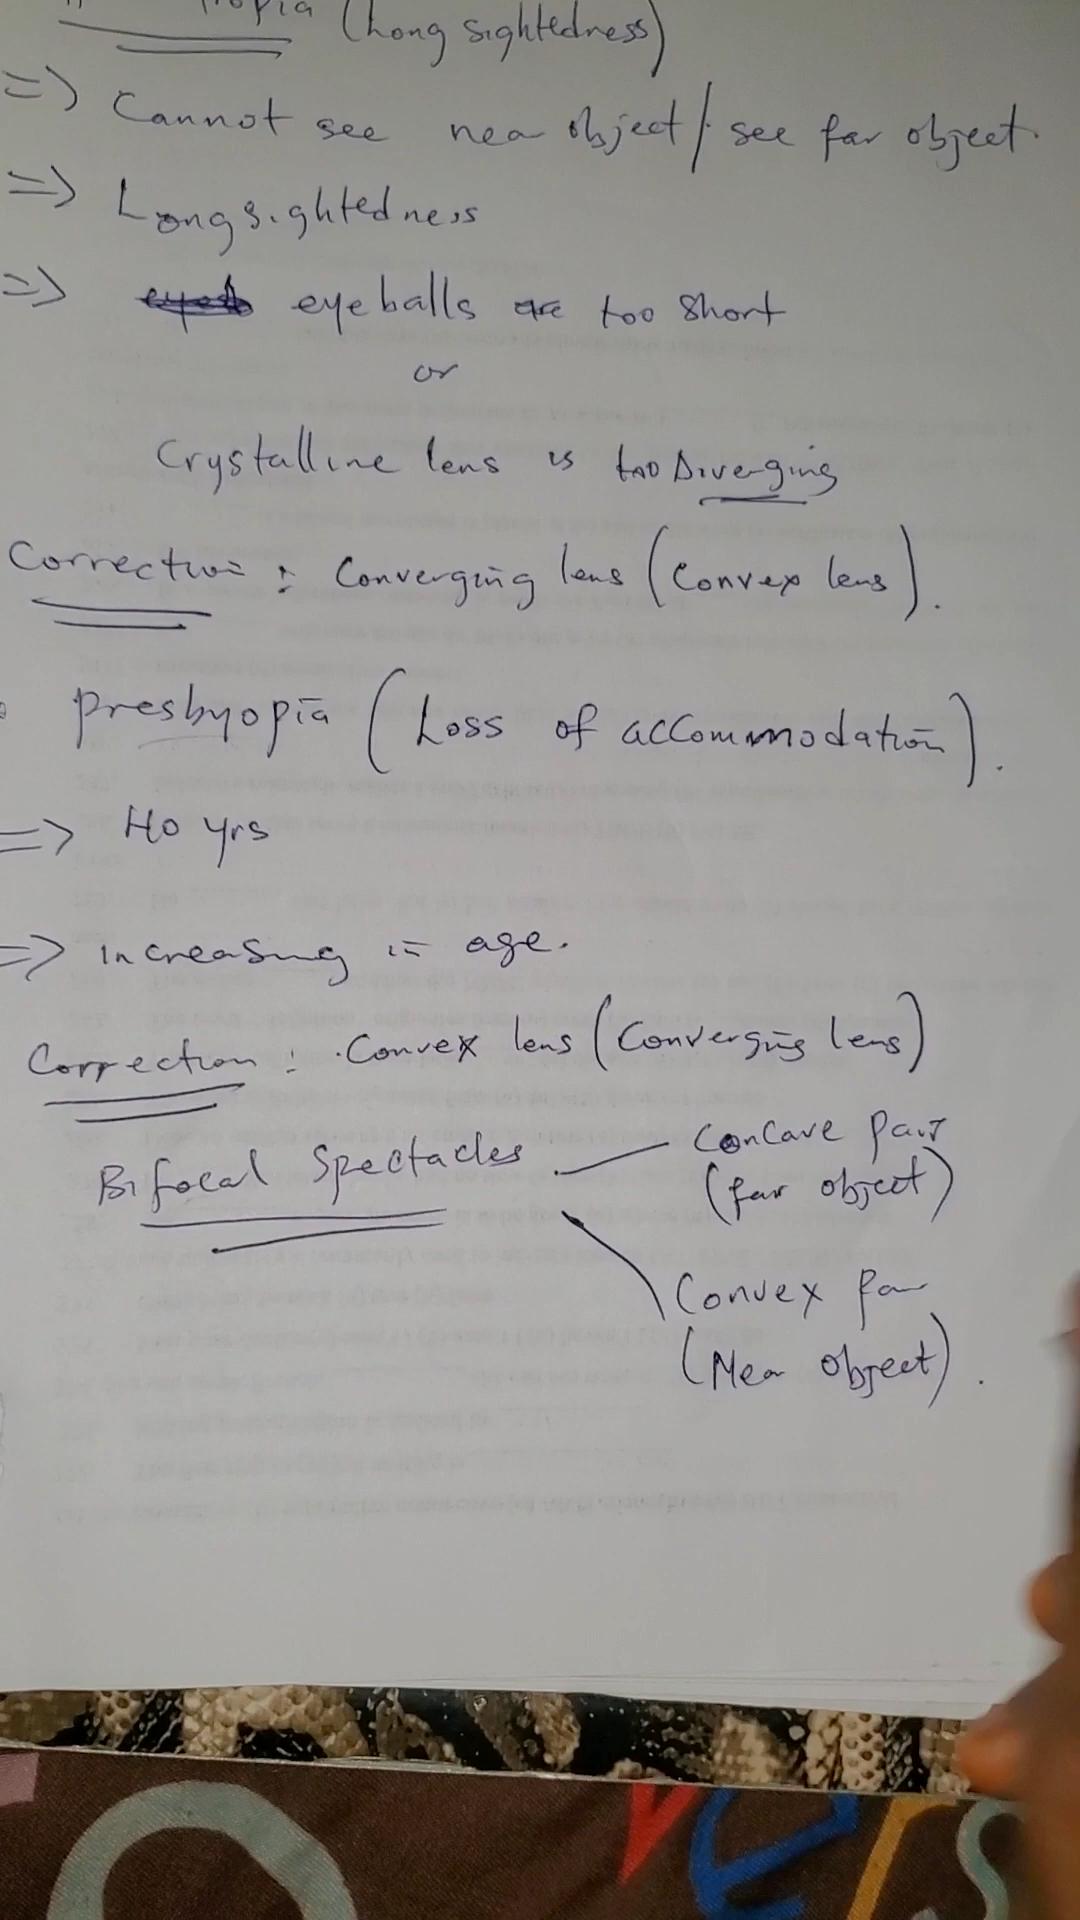 (Long sightedness)
=> Cannot see near object / see far object.
=> Longsightedness
=> eyeballs are too short
or
Crystalline lens is too Diverging
Correction : Converging lens (Convex lens).
Presbyopia (Loss of accommodation).
=> 40 yrs
=> increasing in age.
Correction : Convex lens (Converging lens)
Bifocal Spectacles
Concave part
(far object)
Convex par
(Near object).